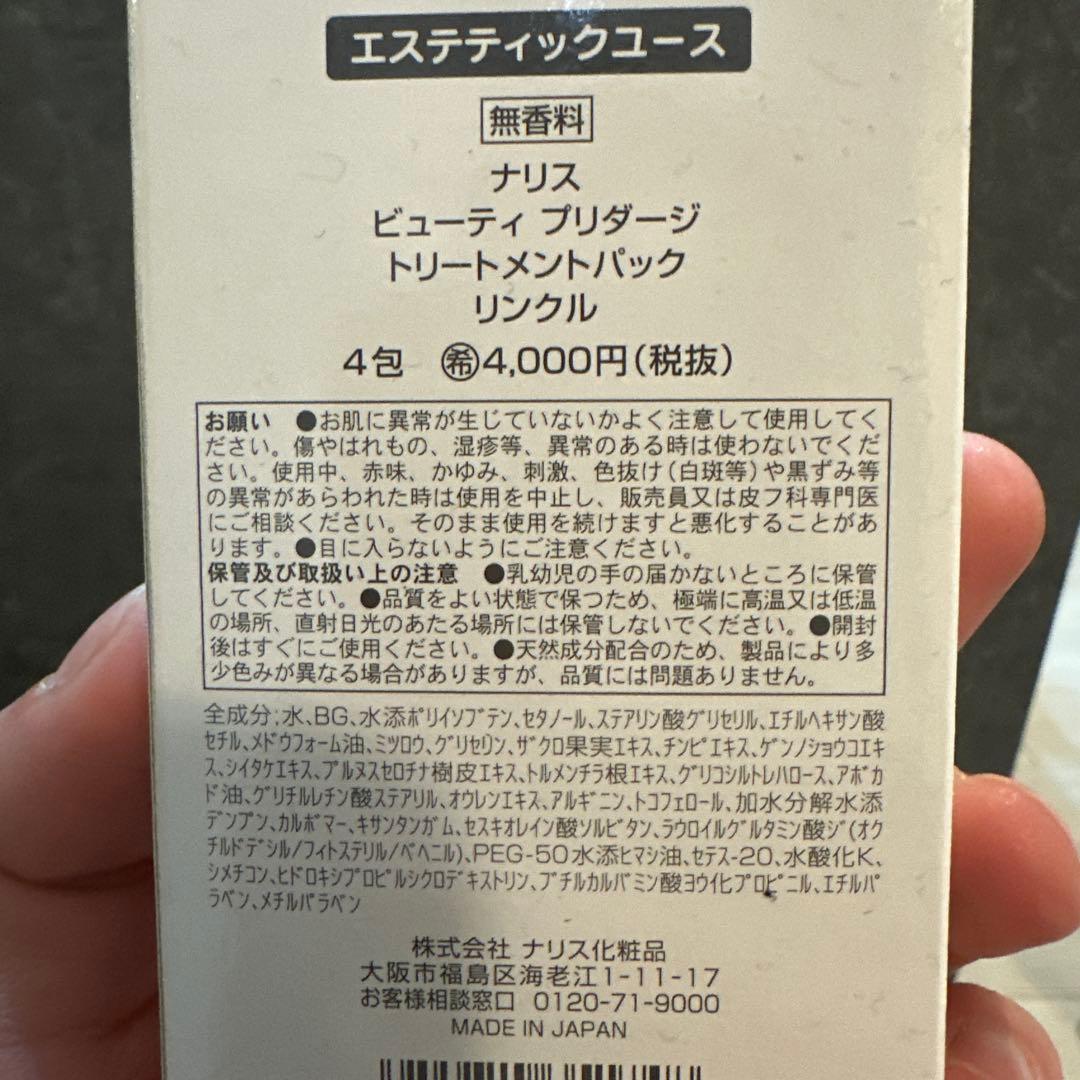 エステティックユース
無香料
ナリス
ビューティ プリダージ
トリートメントパック
リンクル
4包 ㊎4,000円(税抜)
お願い ●お肌に異常が生じていないかよく注意して使用してく
ださい。傷やはれもの、湿疹等、異常のある時は使わないでくだ
さい。使用中、赤味、かゆみ、刺激、色抜け(白斑等)や黒ずみ等
の異常があらわれた時は使用を中止し、販売員又は皮フ科専門医
にご相談ください。そのまま使用を続けますと悪化することがあ
ります。●目に入らないようにご注意ください。
保管及び取扱い上の注意 ●乳幼児の手の届かないところに保管
してください。●品質をよい状態で保つため、極端に高温又は低温
の場所、直射日光のあたる場所には保管しないでください。●開封
後はすぐにご使用ください。●天然成分配合のため、製品により多
少色みが異なる場合がありますが、品質には問題ありません。
全成分:水、BG、水添ポリイソブテン、セタノール、ステアリン酸グリセリル、エチルヘキサン酸
セチル、メドウフォーム油、ミツロウ、グリセリン、ザクロ果実エキス、チンピエキス、ゲンノショウコエキ
ス、シイタケエキス、プルヌスセロチナ樹皮エキス、トルメンチラ根エキス、グリコシルトレハロース、アボカ
ド油、グリチルレチン酸ステアリル、オウレンエキス、アルギニン、トコフェロール、加水分解水添
デンプン、カルボマー、キサンタンガム、セスキオレイン酸ソルビタン、ラウロイルグルタミン酸ジ(オク
チルドデシル/フィトステリル/ベヘニル)、PEG-50水添ヒマシ油、セテス-20、水酸化K、
シメチコン、ヒドロキシプロピルシクロデキストリン、ブチルカルバミン酸ヨウ化プロピニル、エチルパ
ラベン、メチルパラベン
株式会社 ナリス化粧品
大阪市福島区海老江1-11-17
お客様相談窓口 0120-71-9000
MADE IN JAPAN